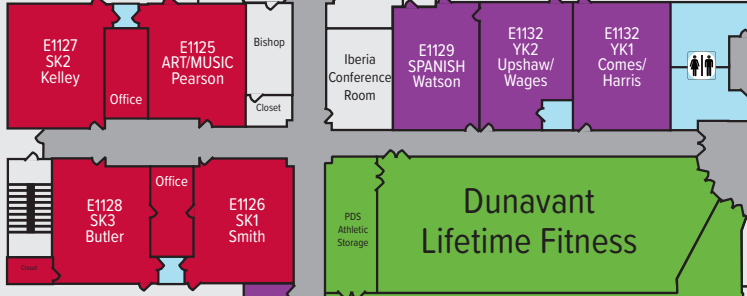 E1127
SK2
Kelley
Office
E1125
ART/MUSIC
Pearson
Bishop
Closet
Iberia
Conference
Room
E1129
SPANISH
Watson
E1132
YK2
Upshaw/
Wages
E1132
YK1
Comes/
Harris
E1128
SK3
Butler
Office
E1126
SK1
Smith
Closet
PDS
Athletic
Storage
Dunavant
Lifetime Fitness